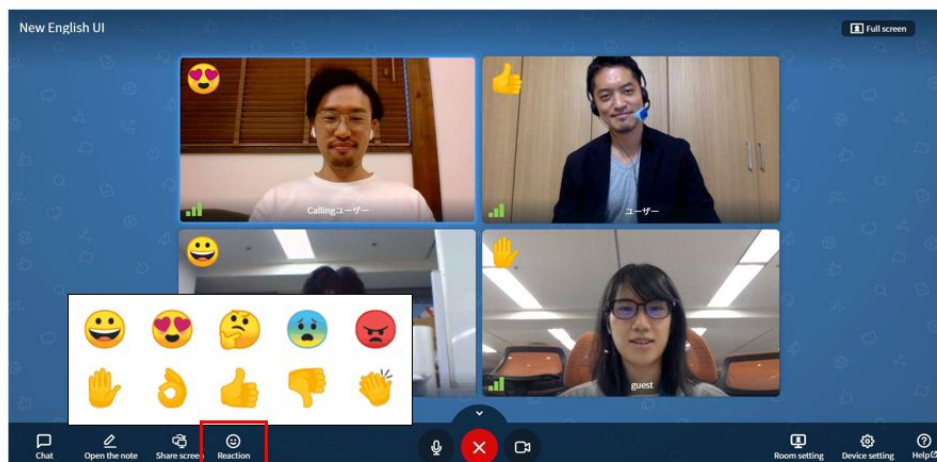 New English UI
Full screen
Callingユーザー
ユーザー
guest
Chat
Open the note
Share screen
Reaction
Room setting
Device setting
Help